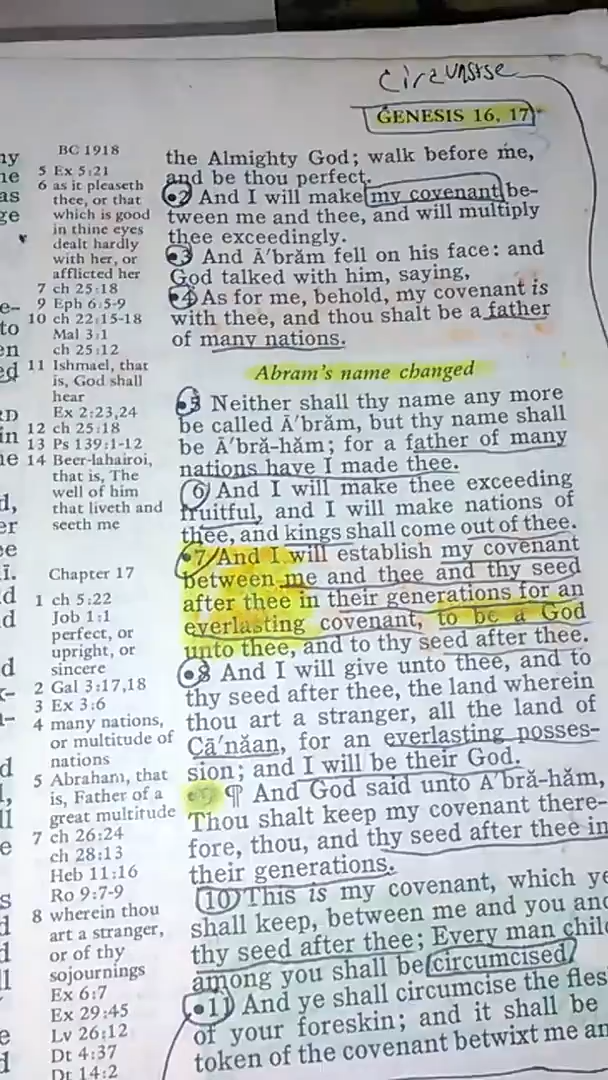 Circumsise
GENESIS 16, 17
BC 1918
5 Ex 5:21
6 as it pleaseth
thee, or that
which is good
in thine eyes
dealt hardly
with her, or
afflicted her
7 ch 25:18
9 Eph 6:5-9
10 ch 22:15-18
Mal 3:1
ch 25:12
11 Ishmael, that
is, God shall
hear
Ex 2:23,24
12 ch 25:18
13 Ps 139:1-12
14 Beer-lahairoi,
that is, The
well of him
that liveth and
seeth me
Chapter 17
1 ch 5:22
Job 1:1
perfect, or
upright, or
sincere
2 Gal 3:17,18
3 Ex 3:6
4 many nations,
or multitude of
nations
5 Abraham, that
is, Father of a
great multitude
7 ch 26:24
ch 28:13
Heb 11:16
Ro 9:7-9
8 wherein thou
art a stranger,
or of thy
sojournings
Ex 6:7
Ex 29:45
Lv 26:12
Dt 4:37
Dt 14:2
the Almighty God; walk before me,
and be thou perfect.
2 And I will make my covenant be-
tween me and thee, and will multiply
thee exceedingly.
3 And Ā'brăm fell on his face: and
God talked with him, saying,
4 As for me, behold, my covenant is
with thee, and thou shalt be a father
of many nations.
Abram's name changed
5 Neither shall thy name any more
be called Ā'brăm, but thy name shall
be Ā'bră-hăm; for a father of many
nations have I made thee.
6 And I will make thee exceeding
fruitful, and I will make nations of
thee, and kings shall come out of thee.
7 And I will establish my covenant
between me and thee and thy seed
after thee in their generations for an
everlasting covenant, to be a God
unto thee, and to thy seed after thee.
8 And I will give unto thee, and to
thy seed after thee, the land wherein
thou art a stranger, all the land of
Cā'năan, for an everlasting posses-
sion; and I will be their God.
9 ¶ And God said unto Ā'bră-hăm,
Thou shalt keep my covenant there-
fore, thou, and thy seed after thee in
their generations.
10 This is my covenant, which ye
shall keep, between me and you and
thy seed after thee; Every man child
among you shall be circumcised
11 And ye shall circumcise the fles
of your foreskin; and it shall be
token of the covenant betwixt me an